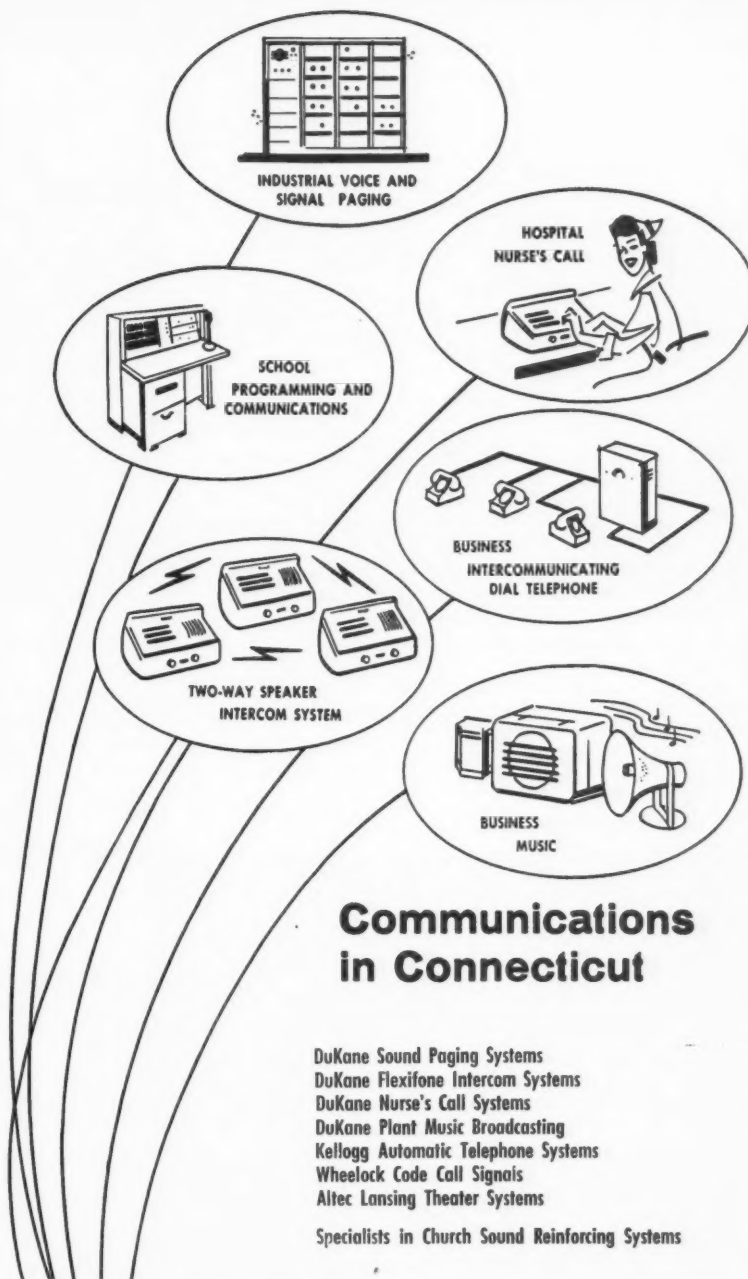 INDUSTRIAL VOICE AND
SIGNAL PAGING
HOSPITAL
NURSE'S CALL
SCHOOL
PROGRAMMING AND
COMMUNICATIONS
BUSINESS
INTERCOMMUNICATING
DIAL TELEPHONE
TWO-WAY SPEAKER
INTERCOM SYSTEM
BUSINESS
MUSIC
Communications
in Connecticut
DuKane Sound Paging Systems
DuKane Flexifone Intercom Systems
DuKane Nurse's Call Systems
DuKane Plant Music Broadcasting
Kellogg Automatic Telephone Systems
Wheelock Code Call Signals
Altec Lansing Theater Systems
Specialists in Church Sound Reinforcing Systems